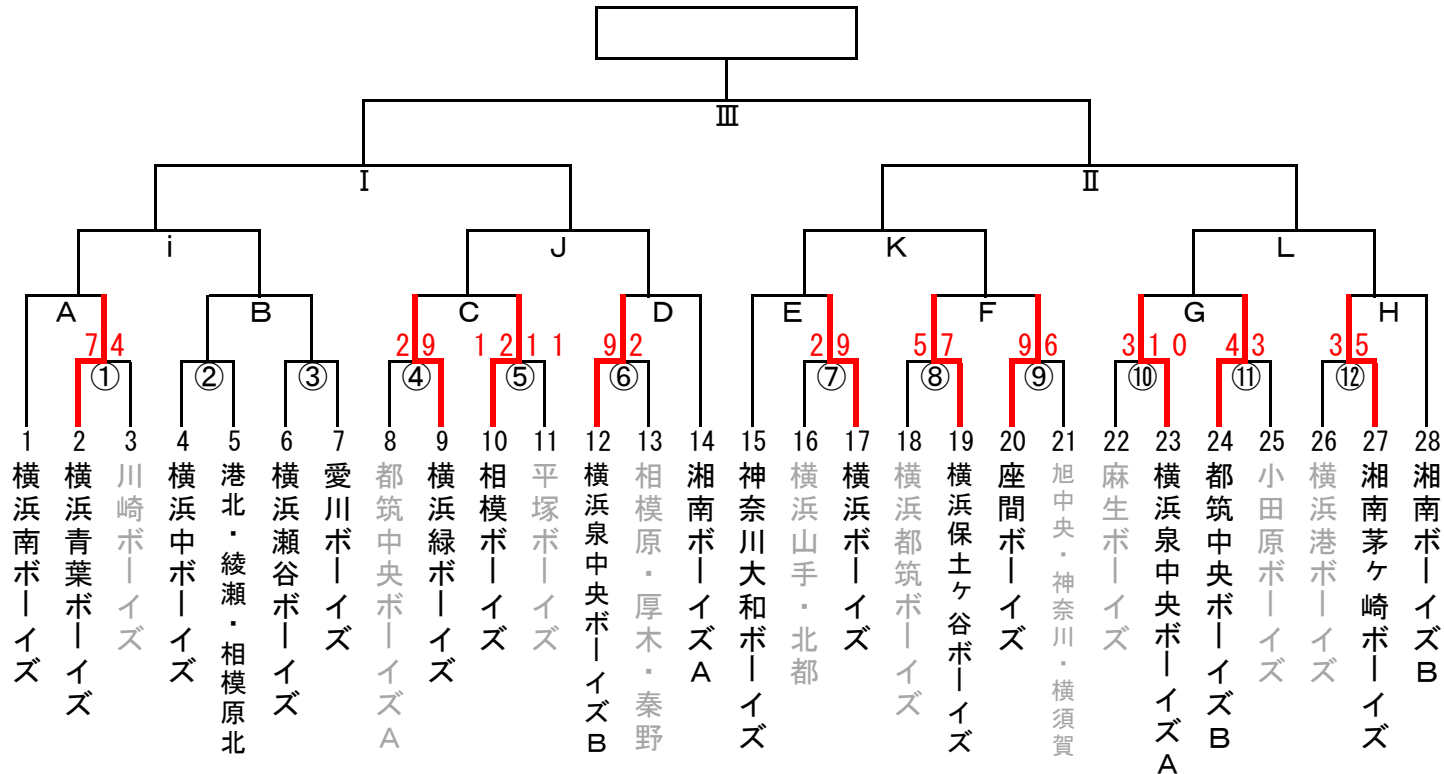 Ⅲ
Ⅰ
Ⅱ
i
J
K
L
A
B
C
D
E
F
G
H
7 4
2 9
1 2 1 1
9 2
2 9
5 7
9 6
3 1 0
4 3
3 5
①
②
③
④
⑤
⑥
⑦
⑧
⑨
⑩
⑪
⑫
1
横浜南ボーイズ
2
横浜青葉ボーイズ
3
川崎ボーイズ
4
横浜中ボーイズ
5
港北・綾瀬・相模原北
6
横浜瀬谷ボーイズ
7
愛川ボーイズ
8
都筑中央ボーイズA
9
横浜緑ボーイズ
10
相模ボーイズ
11
平塚ボーイズ
12
横浜泉中央ボーイズB
13
相模原・厚木・秦野
14
湘南ボーイズA
15
神奈川大和ボーイズ
16
横浜山手・北都
17
横浜ボーイズ
18
横浜都筑ボーイズ
19
横浜保土ヶ谷ボーイズ
20
座間ボーイズ
21
旭中央・神奈川・横須賀
22
麻生ボーイズ
23
横浜泉中央ボーイズA
24
都筑中央ボーイズB
25
小田原ボーイズ
26
横浜港ボーイズ
27
湘南茅ケ崎ボーイズ
28
湘南ボーイズB